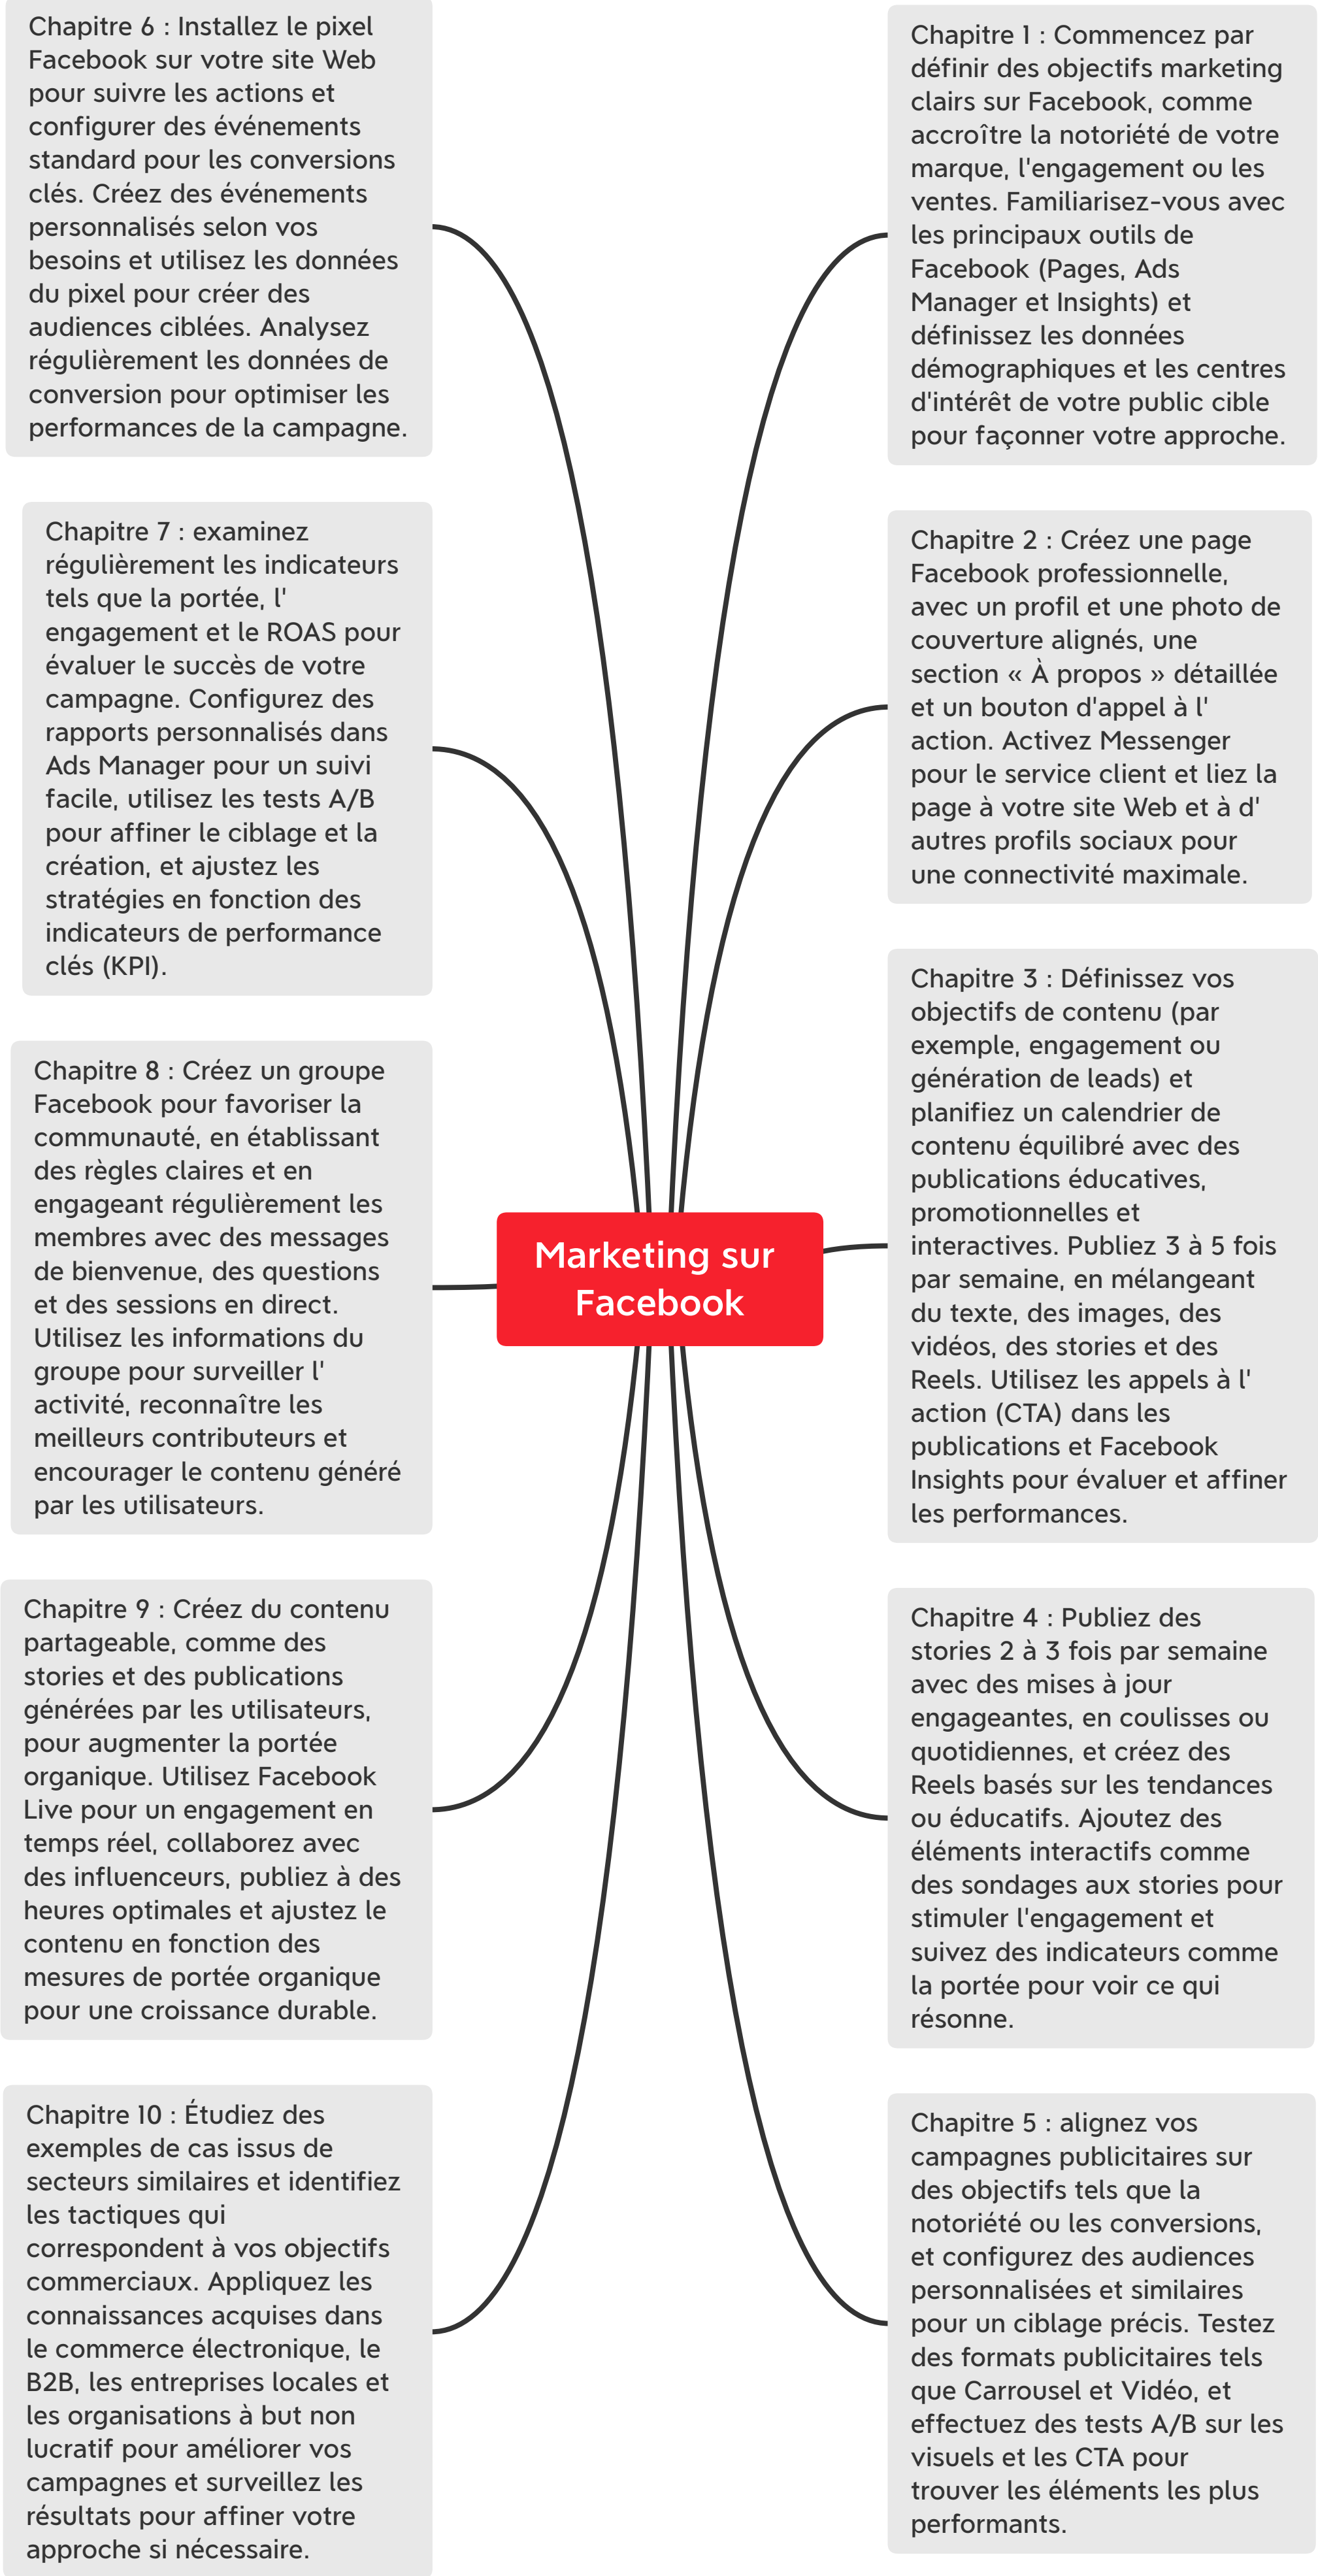 Chapitre 6 : Installez le pixel
Facebook sur votre site Web
pour suivre les actions et
configurer des événements
standard pour les conversions
clés. Créez des événements
personnalisés selon vos
besoins et utilisez les données
du pixel pour créer des
audiences ciblées. Analysez
régulièrement les données de
conversion pour optimiser les
performances de la campagne.
Chapitre 7 : examinez
régulièrement les indicateurs
tels que la portée, l'
engagement et le ROAS pour
évaluer le succès de votre
campagne. Configurez des
rapports personnalisés dans
Ads Manager pour un suivi
facile, utilisez les tests A/B
pour affiner le ciblage et la
création, et ajustez les
stratégies en fonction des
indicateurs de performance
clés (KPI).
Chapitre 8 : Créez un groupe
Facebook pour favoriser la
communauté, en établissant
des règles claires et en
engageant régulièrement les
membres avec des messages
de bienvenue, des questions
et des sessions en direct.
Utilisez les informations du
groupe pour surveiller l'
activité, reconnaître les
meilleurs contributeurs et
encourager le contenu généré
par les utilisateurs.
Chapitre 9 : Créez du contenu
partageable, comme des
stories et des publications
générées par les utilisateurs,
pour augmenter la portée
organique. Utilisez Facebook
Live pour un engagement en
temps réel, collaborez avec
des influenceurs, publiez à des
heures optimales et ajustez le
contenu en fonction des
mesures de portée organique
pour une croissance durable.
Chapitre 10 : Étudiez des
exemples de cas issus de
secteurs similaires et identifiez
les tactiques qui
correspondent à vos objectifs
commerciaux. Appliquez les
connaissances acquises dans
le commerce électronique, le
B2B, les entreprises locales et
les organisations à but non
lucratif pour améliorer vos
campagnes et surveillez les
résultats pour affiner votre
approche si nécessaire.
Marketing sur
Facebook
Chapitre 1 : Commencez par
définir des objectifs marketing
clairs sur Facebook, comme
accroître la notoriété de votre
marque, l'engagement ou les
ventes. Familiarisez-vous avec
les principaux outils de
Facebook (Pages, Ads
Manager et Insights) et
définissez les données
démographiques et les centres
d'intérêt de votre public cible
pour façonner votre approche.
Chapitre 2 : Créez une page
Facebook professionnelle,
avec un profil et une photo de
couverture alignés, une
section « À propos » détaillée
et un bouton d'appel à l'
action. Activez Messenger
pour le service client et liez la
page à votre site Web et à d'
autres profils sociaux pour
une connectivité maximale.
Chapitre 3 : Définissez vos
objectifs de contenu (par
exemple, engagement ou
génération de leads) et
planifiez un calendrier de
contenu équilibré avec des
publications éducatives,
promotionnelles et
interactives. Publiez 3 à 5 fois
par semaine, en mélangeant
du texte, des images, des
vidéos, des stories et des
Reels. Utilisez les appels à l'
action (CTA) dans les
publications et Facebook
Insights pour évaluer et affiner
les performances.
Chapitre 4 : Publiez des
stories 2 à 3 fois par semaine
avec des mises à jour
engageantes, en coulisses ou
quotidiennes, et créez des
Reels basés sur les tendances
ou éducatifs. Ajoutez des
éléments interactifs comme
des sondages aux stories pour
stimuler l'engagement et
suivez des indicateurs comme
la portée pour voir ce qui
résonne.
Chapitre 5 : alignez vos
campagnes publicitaires sur
des objectifs tels que la
notoriété ou les conversions,
et configurez des audiences
personnalisées et similaires
pour un ciblage précis. Testez
des formats publicitaires tels
que Carrousel et Vidéo, et
effectuez des tests A/B sur les
visuels et les CTA pour
trouver les éléments les plus
performants.